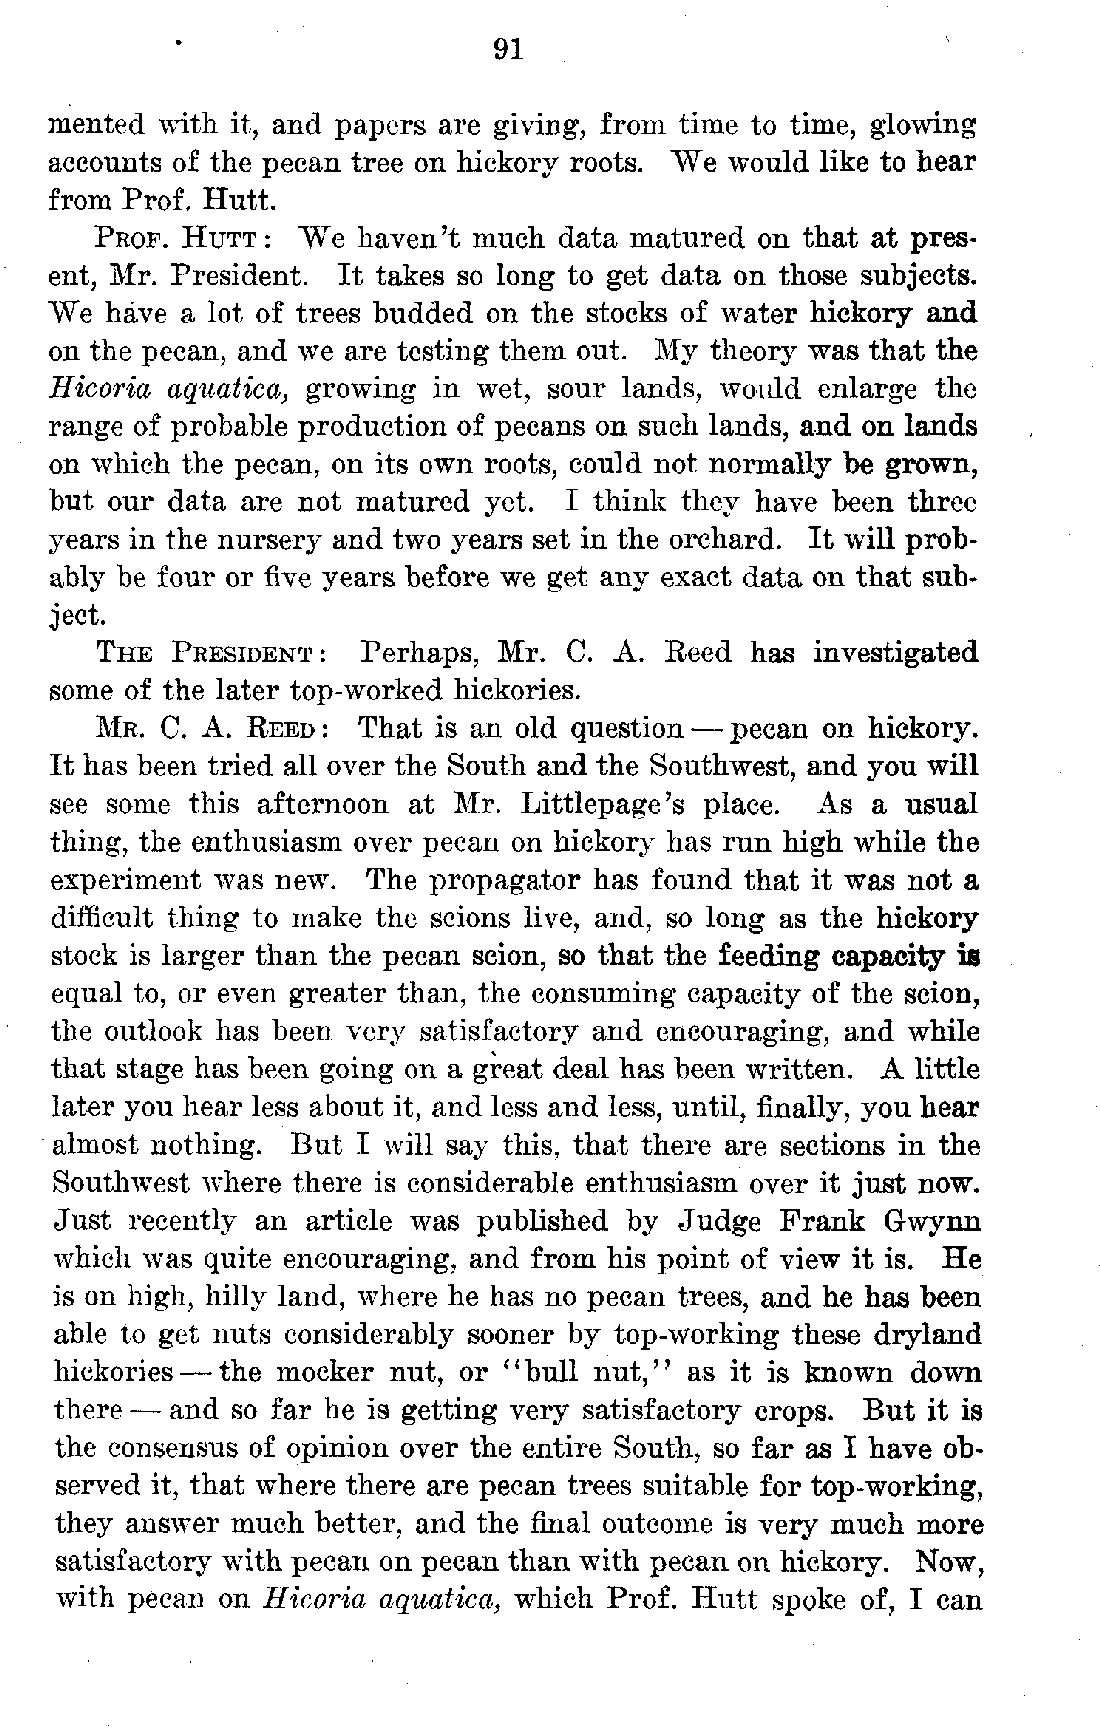 91
mented with it, and papers are giving, from time to time, glowing
accounts of the pecan tree on hickory roots. We would like to hear
from Prof. Hutt.
PROF. HUTT: We haven't much data matured on that at pres-
ent, Mr. President. It takes so long to get data on those subjects.
We have a lot of trees budded on the stocks of water hickory and
on the pecan, and we are testing them out. My theory was that the
Hicoria aquatica, growing in wet, sour lands, would enlarge the
range of probable production of pecans on such lands, and on lands
on which the pecan, on its own roots, could not normally be grown,
but our data are not matured yet. I think they have been three
years in the nursery and two years set in the orchard. It will prob-
ably be four or five years before we get any exact data on that sub-
ject.
THE PRESIDENT: Perhaps, Mr. C. A. Reed has investigated
some of the later top-worked hickories.
MR. C. A. REED: That is an old question — pecan on hickory.
It has been tried all over the South and the Southwest, and you will
see some this afternoon at Mr. Littlepage's place. As a usual
thing, the enthusiasm over pecan on hickory has run high while the
experiment was new. The propagator has found that it was not a
difficult thing to make the scions live, and, so long as the hickory
stock is larger than the pecan scion, so that the feeding capacity is
equal to, or even greater than, the consuming capacity of the scion,
the outlook has been very satisfactory and encouraging, and while
that stage has been going on a great deal has been written. A little
later you hear less about it, and less and less, until, finally, you hear
almost nothing. But I will say this, that there are sections in the
Southwest where there is considerable enthusiasm over it just now.
Just recently an article was published by Judge Frank Gwynn
which was quite encouraging, and from his point of view it is. He
is on high, hilly land, where he has no pecan trees, and he has been
able to get nuts considerably sooner by top-working these dryland
hickories — the mocker nut, or "bull nut," as it is known down
there — and so far he is getting very satisfactory crops. But it is
the consensus of opinion over the entire South, so far as I have ob-
served it, that where there are pecan trees suitable for top-working,
they answer much better, and the final outcome is very much more
satisfactory with pecan on pecan than with pecan on hickory. Now,
with pecan on Hicoria aquatica, which Prof. Hutt spoke of, I can